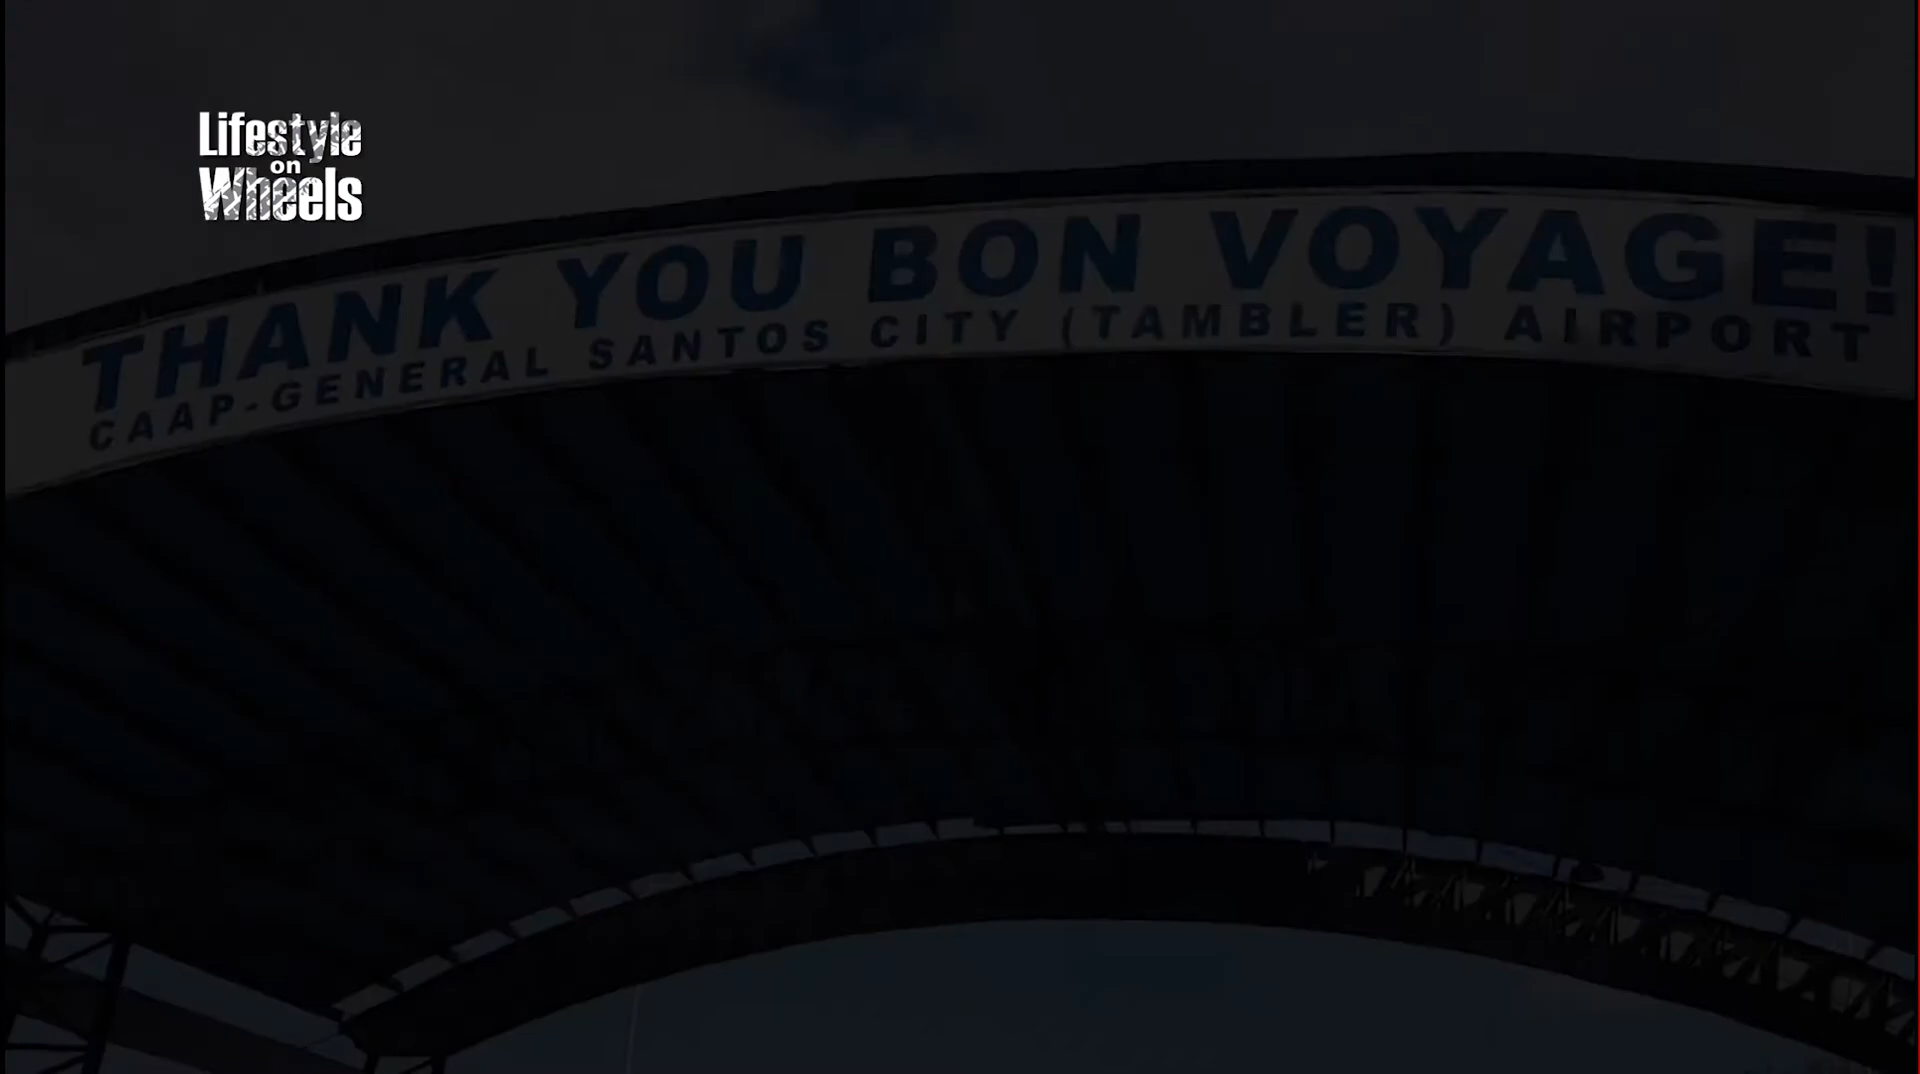 Lifestyle
on
Wheels
THANK YOU BON VOYAGE!
CAAP-GENERAL SANTOS CITY (TAMBLER) AIRPORT